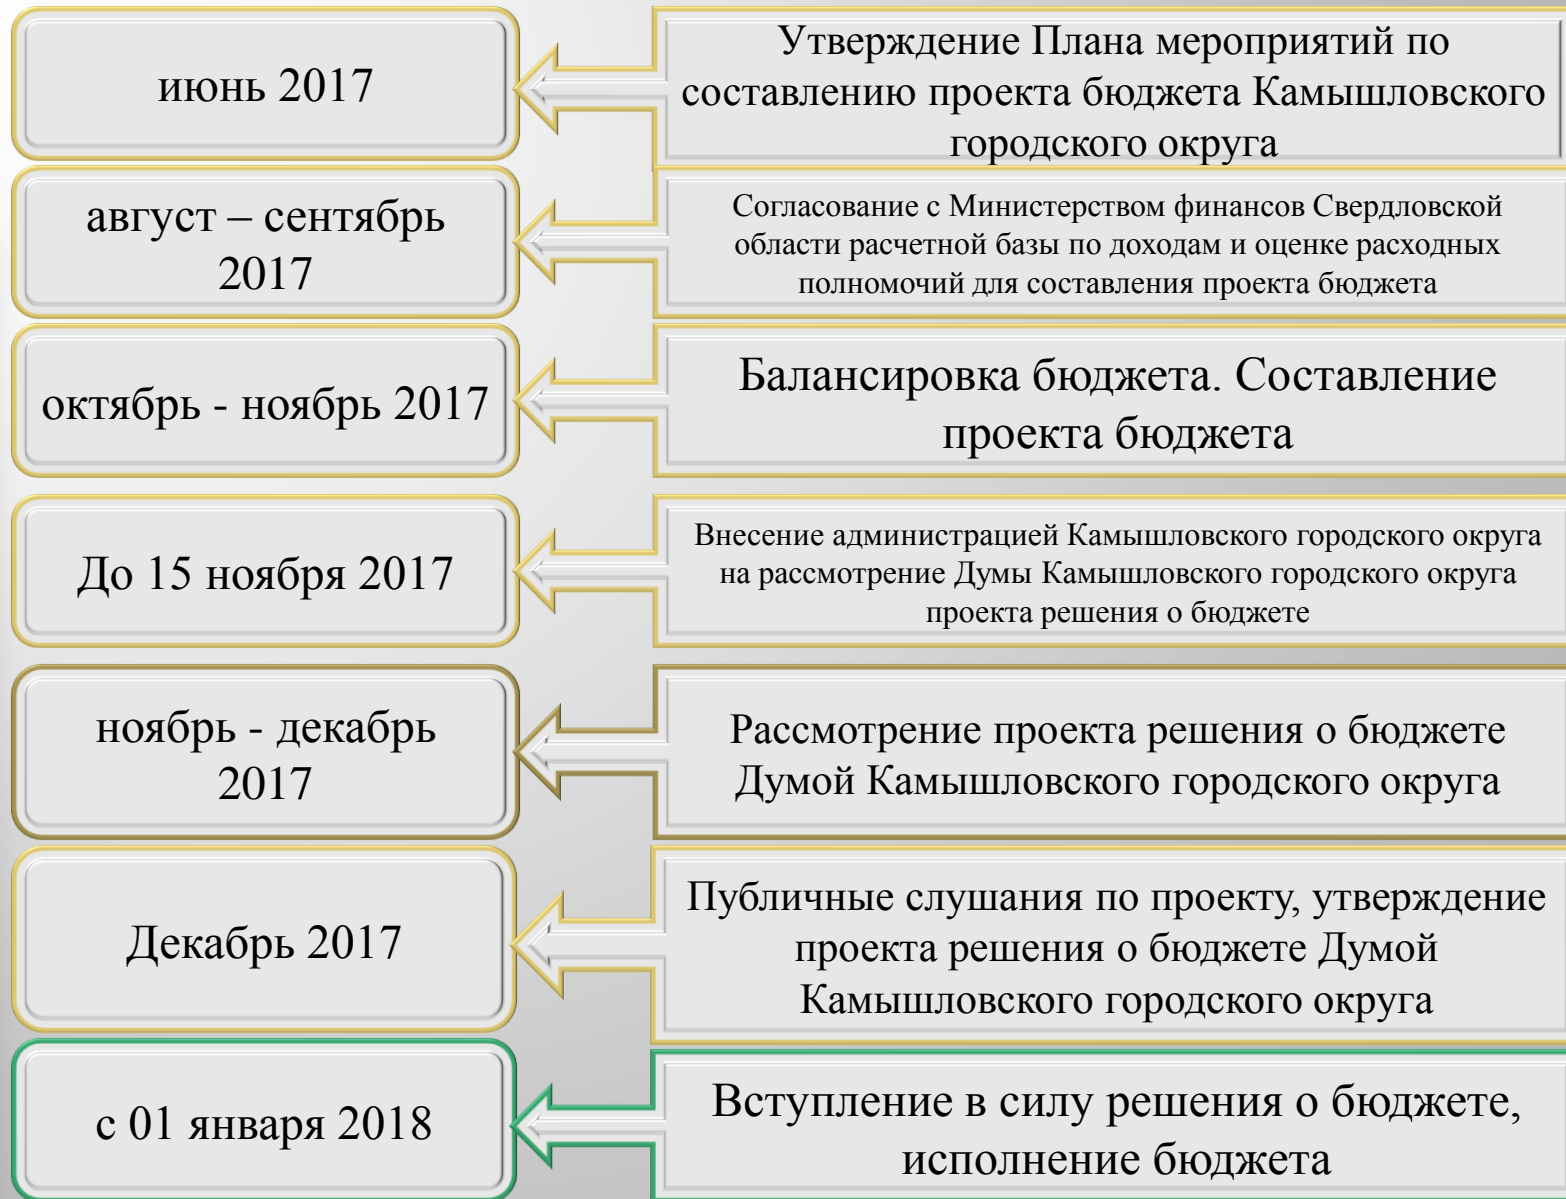 июнь 2017
Утверждение Плана мероприятий по
составлению проекта бюджета Камышловского
городского округа
август – сентябрь
2017
Согласование с Министерством финансов Свердловской
области расчетной базы по доходам и оценке расходных
полномочий для составления проекта бюджета
октябрь - ноябрь 2017
Балансировка бюджета. Составление
проекта бюджета
До 15 ноября 2017
Внесение администрацией Камышловского городского округа
на рассмотрение Думы Камышловского городского округа
проекта решения о бюджете
ноябрь - декабрь
2017
Рассмотрение проекта решения о бюджете
Думой Камышловского городского округа
Декабрь 2017
Публичные слушания по проекту, утверждение
проекта решения о бюджете Думой
Камышловского городского округа
с 01 января 2018
Вступление в силу решения о бюджете,
исполнение бюджета